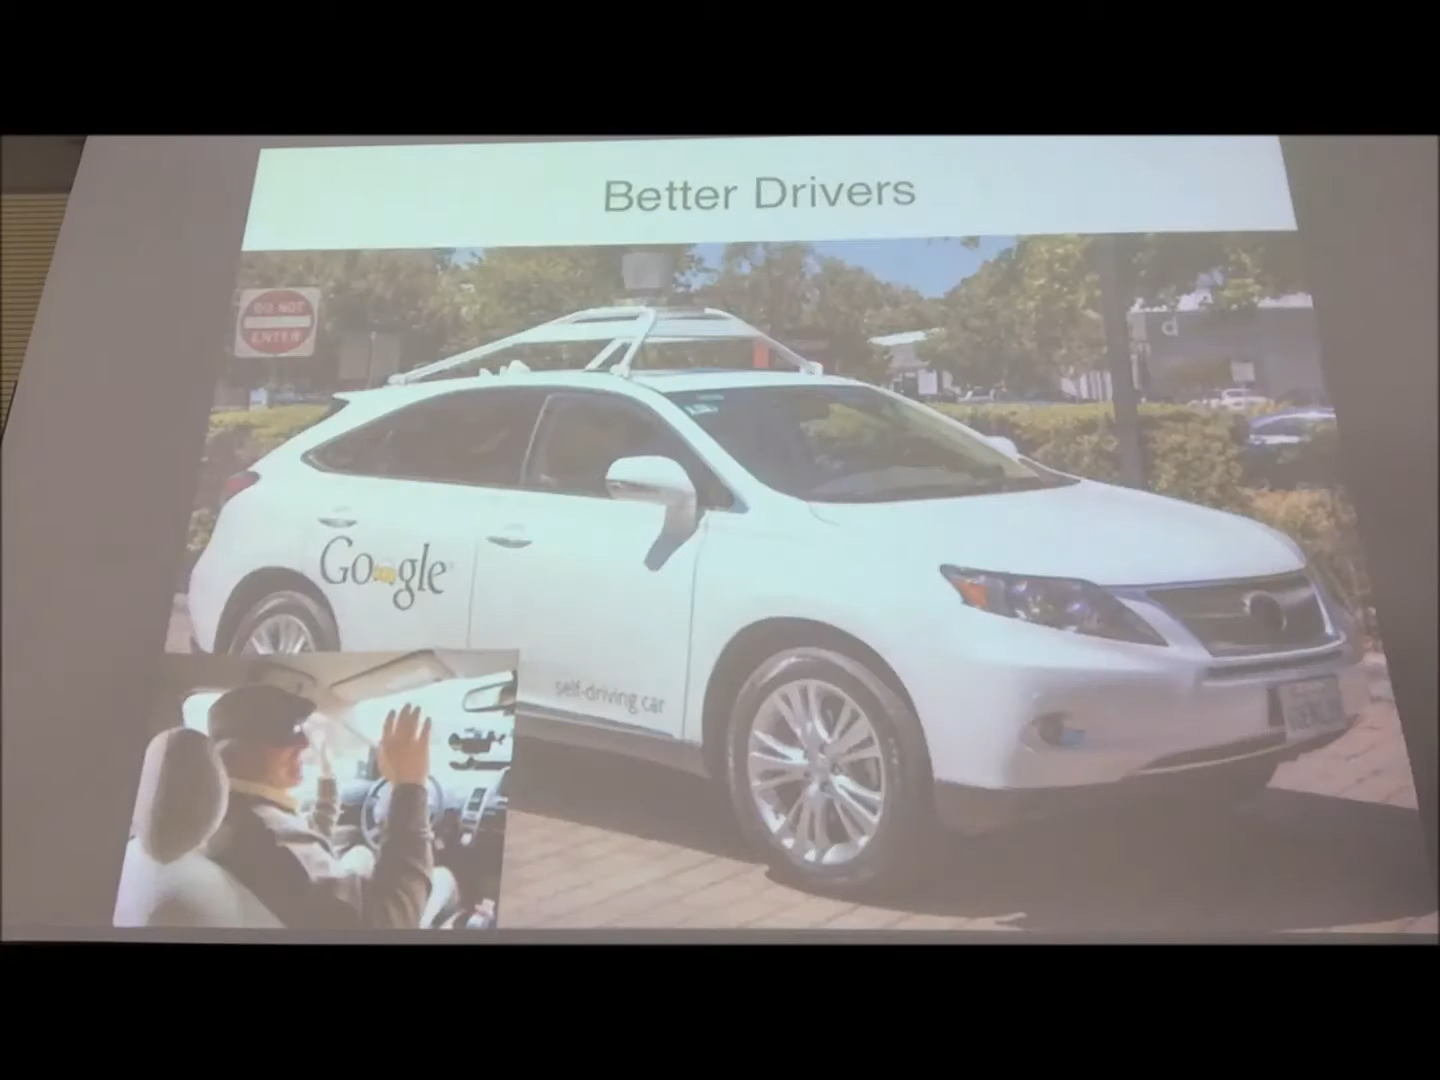 Better Drivers
DO NOT
ENTER
d
Google
self-driving car